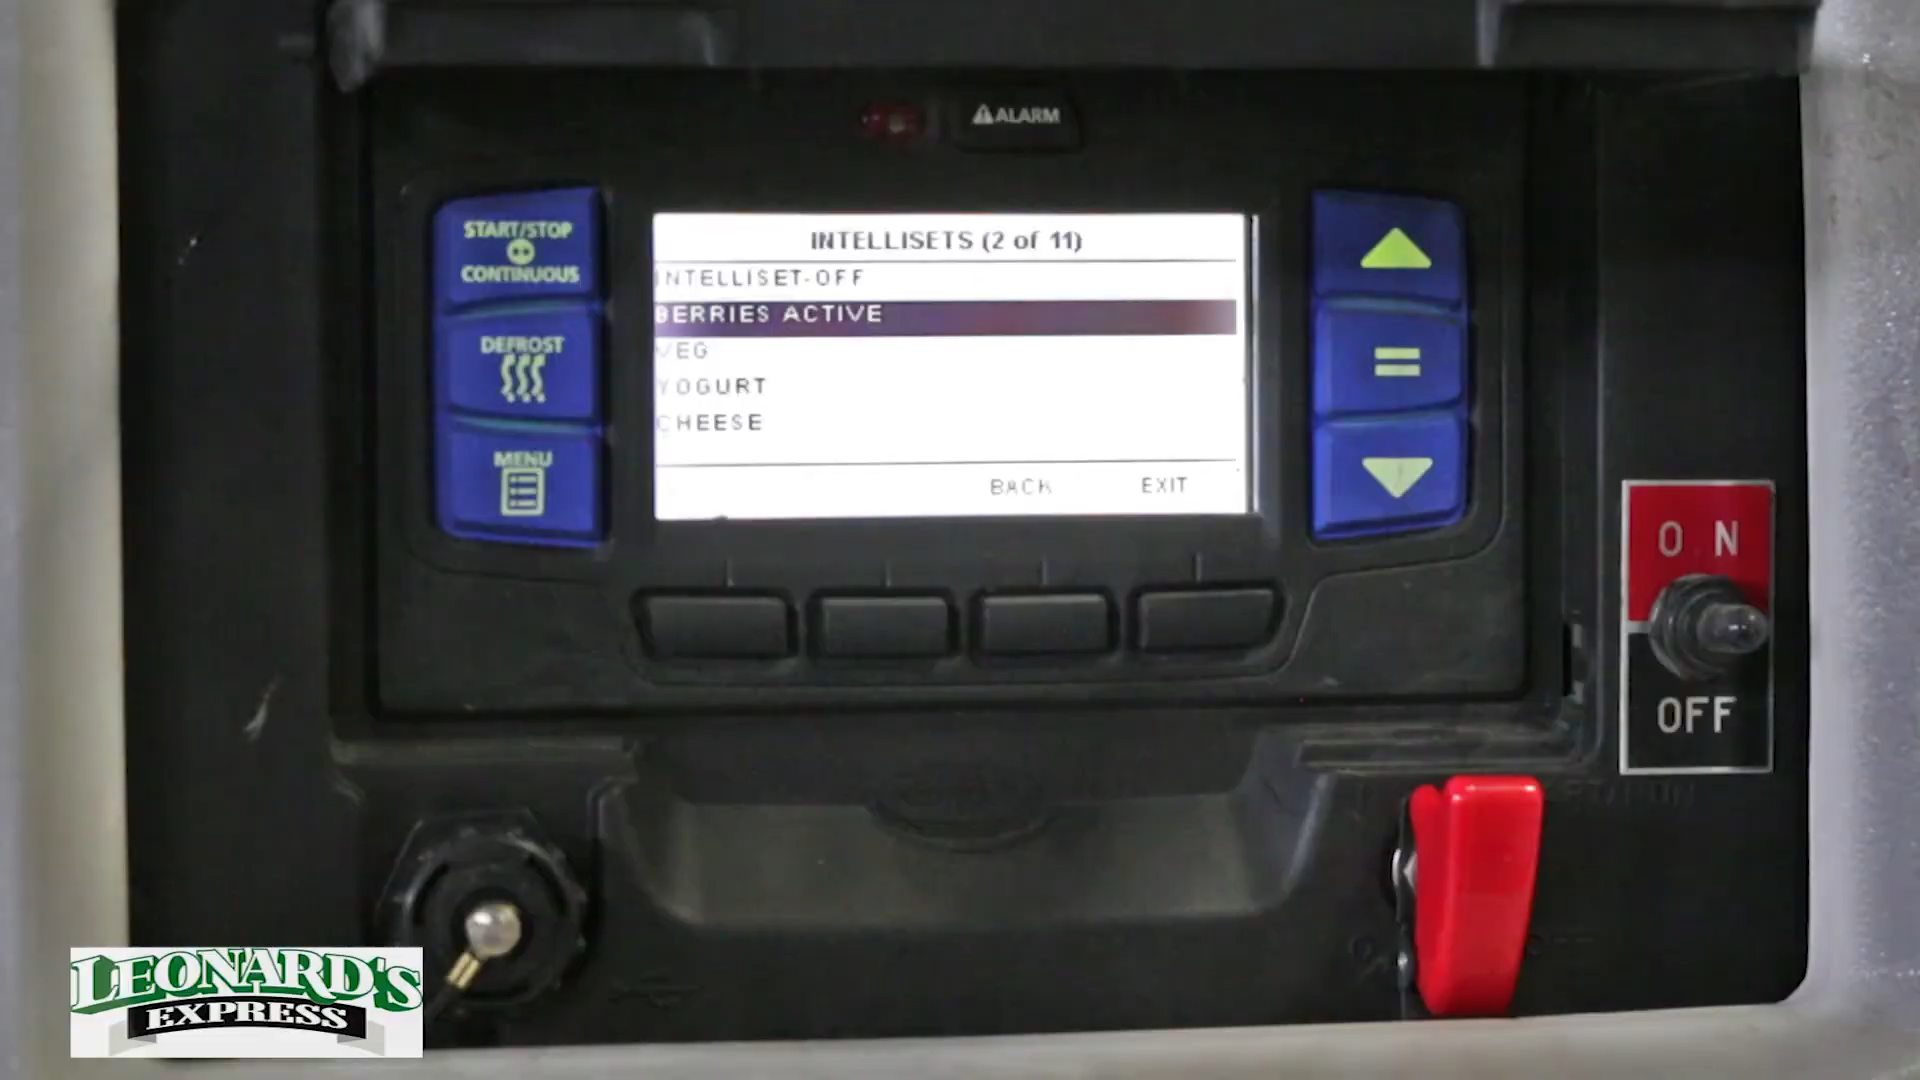 ALARM
START/STOP
CONTINUOUS
DEFROST
MENU
INTELLISETS (2 of 11)
INTELLISET-OFF
BERRIES ACTIVE
VEG
YOGURT
CHEESE
BACK
EXIT
ON
OFF
LEONARD'S
EXPRESS